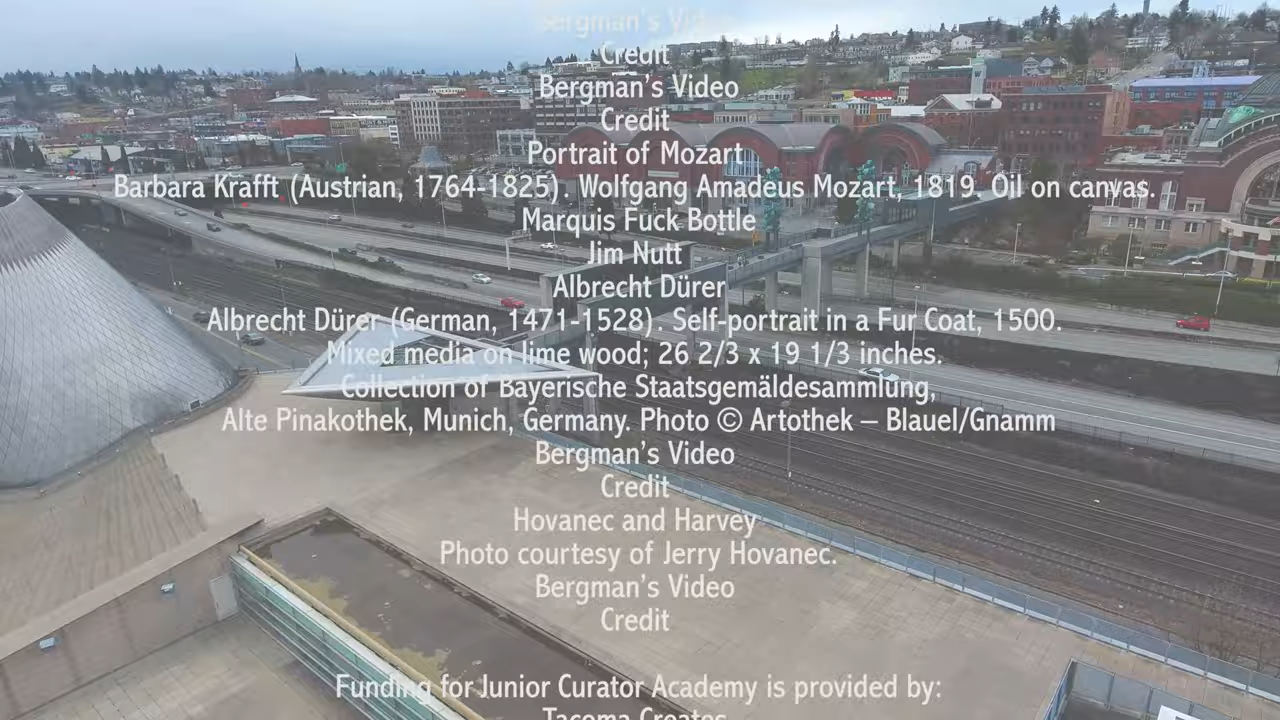 Bergman's Video
Credit
Bergman's Video
Credit
Portrait of Mozart
Barbara Krafft (Austrian, 1764-1825). Wolfgang Amadeus Mozart, 1819. Oil on canvas.
Marquis Fuck Bottle
Jim Nutt
Albrecht Dürer
Albrecht Dürer (German, 1471-1528). Self-portrait in a Fur Coat, 1500.
Mixed media on lime wood; 26 2/3 x 19 1/3 inches.
Collection of Bayerische Staatsgemäldesammlung,
Alte Pinakothek, Munich, Germany. Photo © Artothek – Blauel/Gnamm
Bergman's Video
Credit
Hovanec and Harvey
Photo courtesy of Jerry Hovanec.
Bergman's Video
Credit
Funding for Junior Curator Academy is provided by:
Tacoma Creates